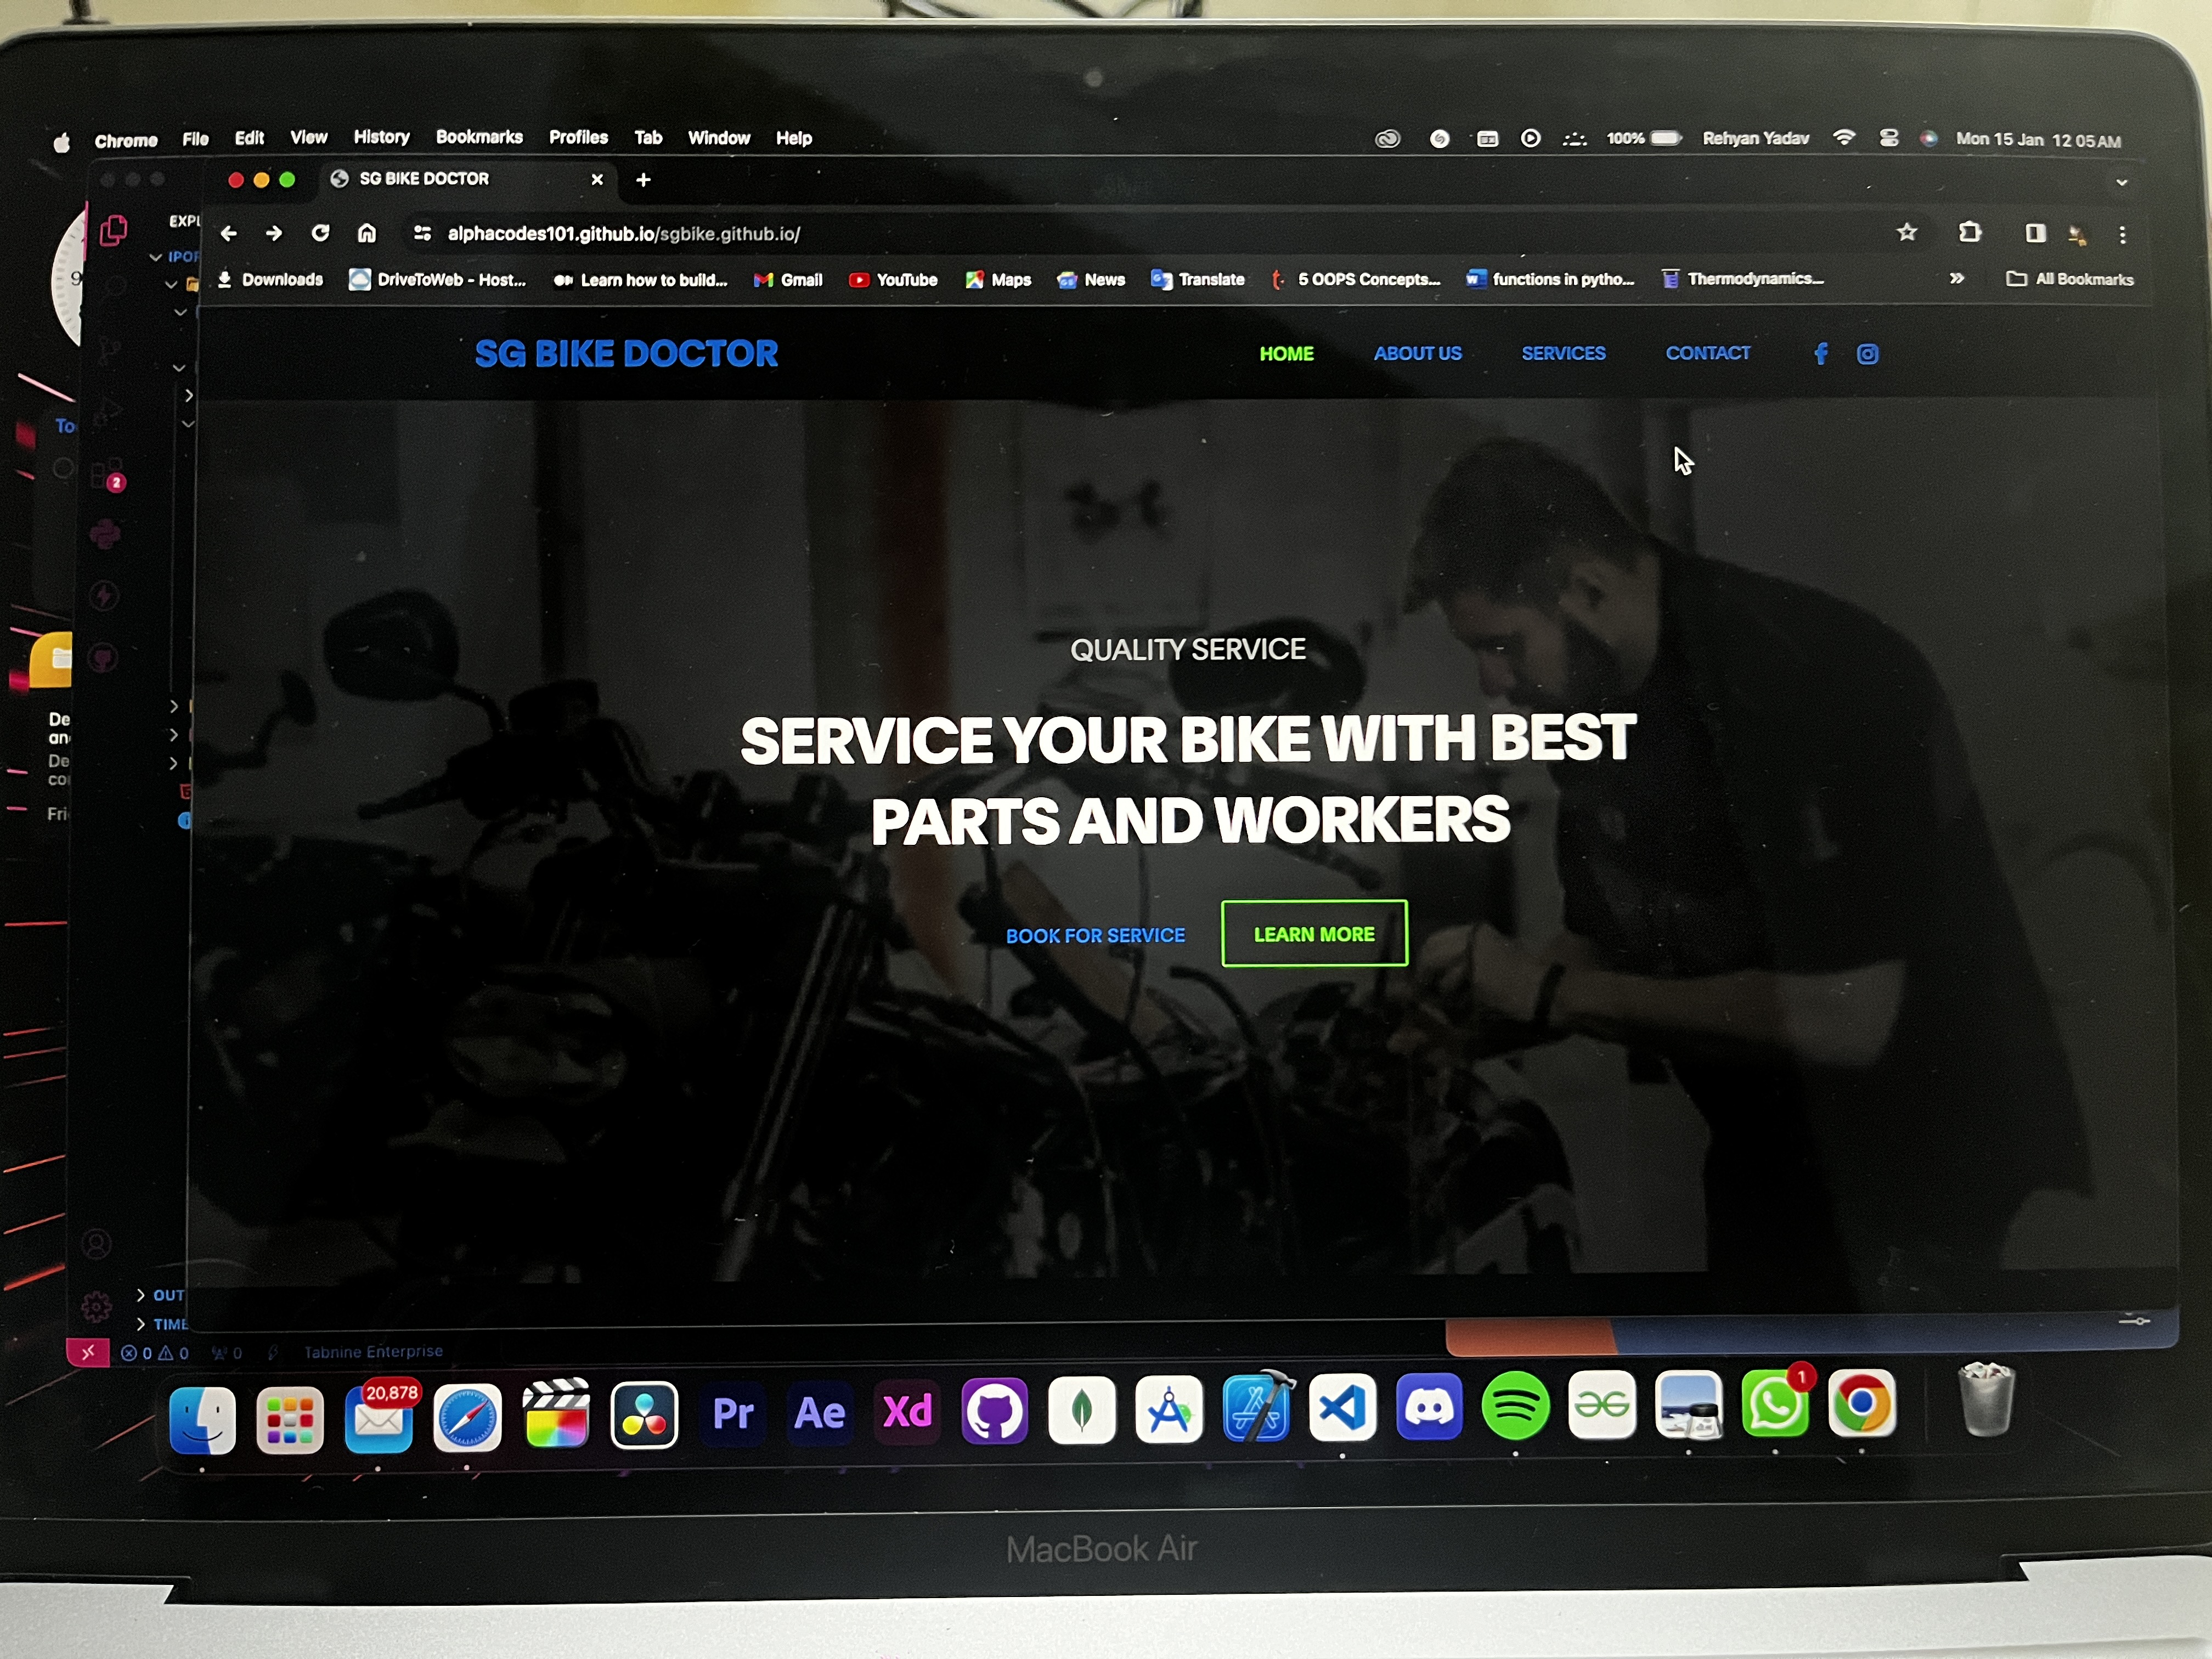 Chrome File Edit View History Bookmarks Profiles Tab Window Help 100% Rehyan Yadav Mon 15 Jan 12 05 AM
SG BIKE DOCTOR
EXPL
alphacodes101.github.io/sgbike.github.io/
IPOR
Downloads DriveToWeb - Host... Learn how to build... Gmail YouTube Maps News Translate 5 OOPS Concepts... functions in pytho... Thermodynamics... All Bookmarks
9
SG BIKE DOCTOR HOME ABOUT US SERVICES CONTACT
To
2
QUALITY SERVICE
SERVICE YOUR BIKE WITH BEST
PARTS AND WORKERS
De
an
De
co
Fri
BOOK FOR SERVICE LEARN MORE
OUT
TIME
0 0 0 Tabnine Enterprise
20,878 1
Pr Ae Xd
MacBook Air